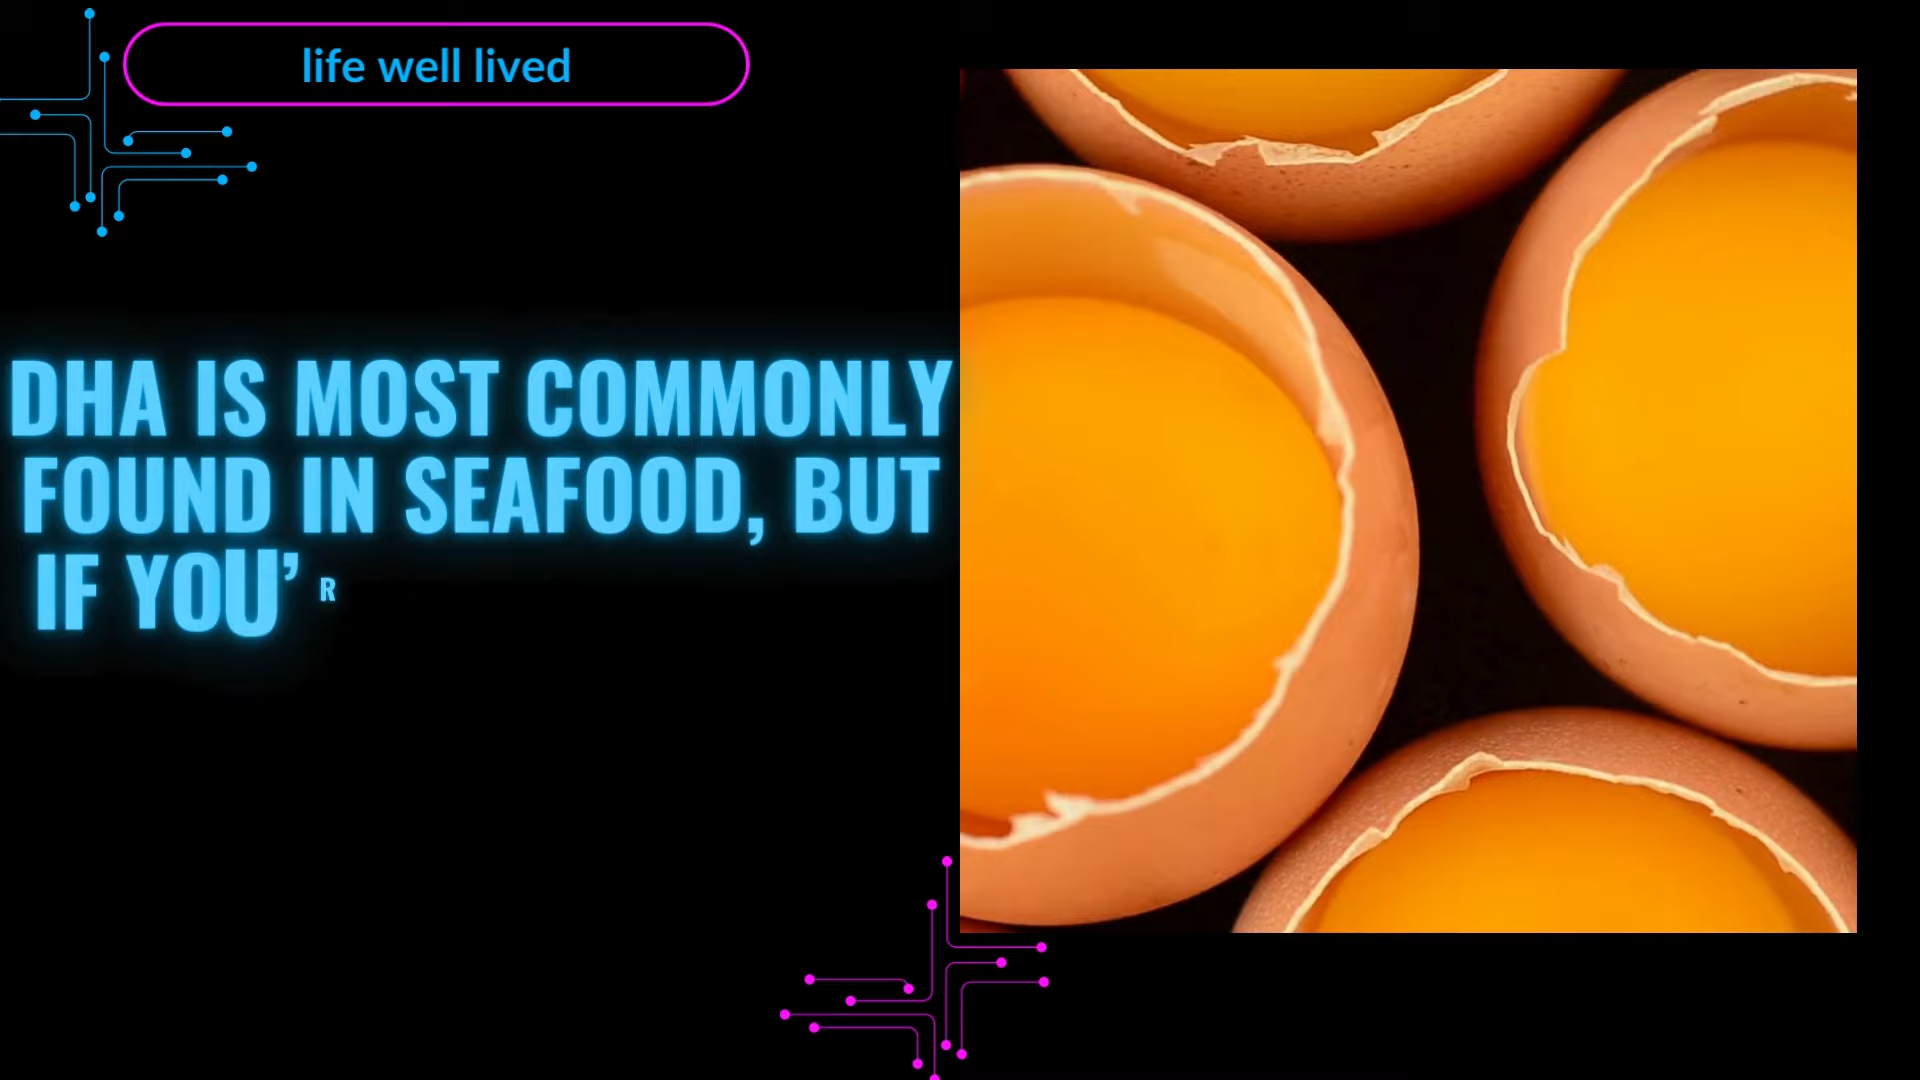 life well lived
DHA IS MOST COMMONLY
FOUND IN SEAFOOD, BUT
IF YOU’R